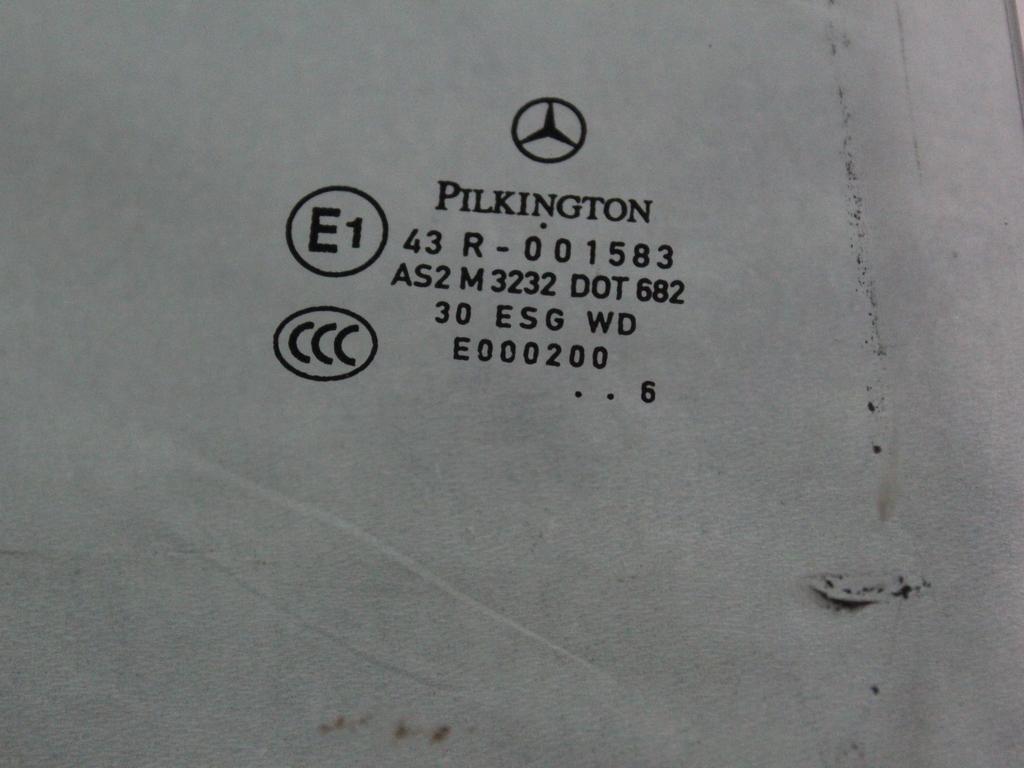 PILKINGTON
E1
43 R - 001583
AS2 M 3232 DOT 682
30 ESG WD
CCC
E000200
. . 6